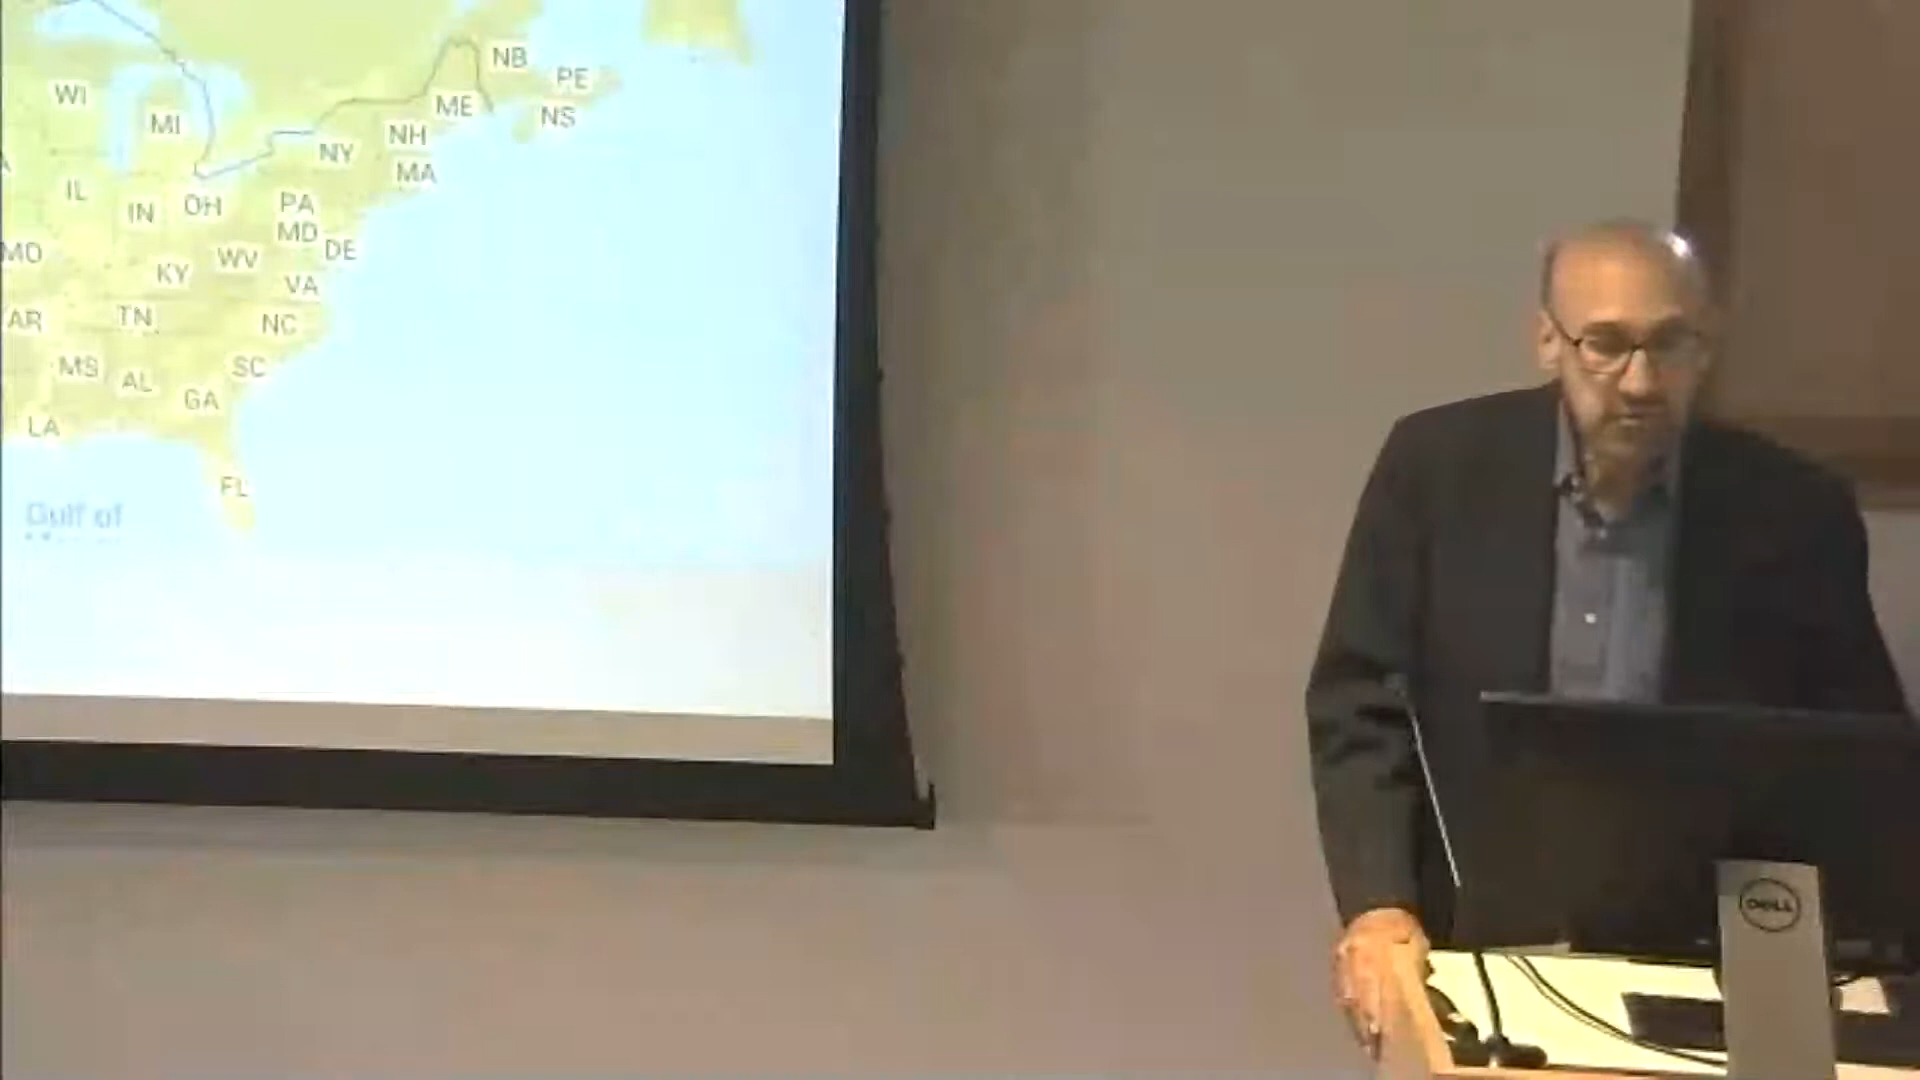 NB
PE
WI
ME
NS
MI
NH
NY
MA
IL
IN
OH
PA
MD
DE
MO
WV
KY
VA
AR
TN
NC
MS
AL
SC
GA
LA
FL
Gulf of
DELL